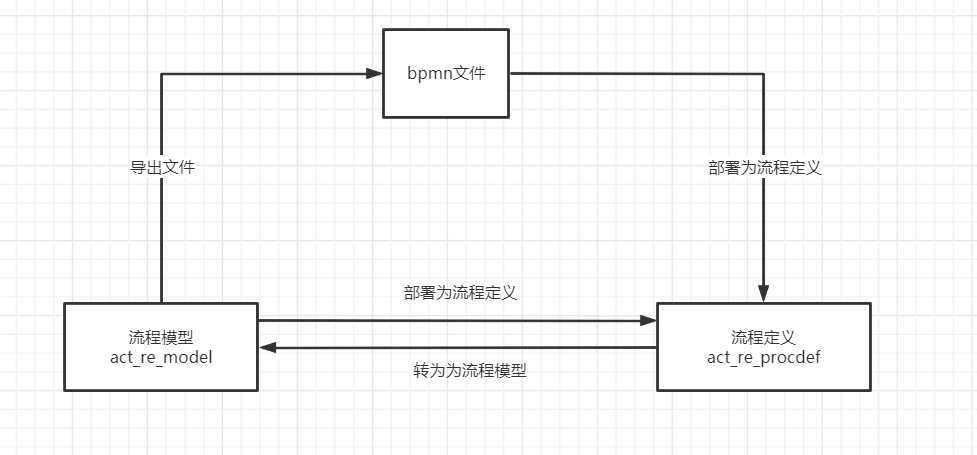 bpmn文件
导出文件
部署为流程定义
部署为流程定义
流程模型
act_re_model
流程定义
act_re_procdef
转为为流程模型